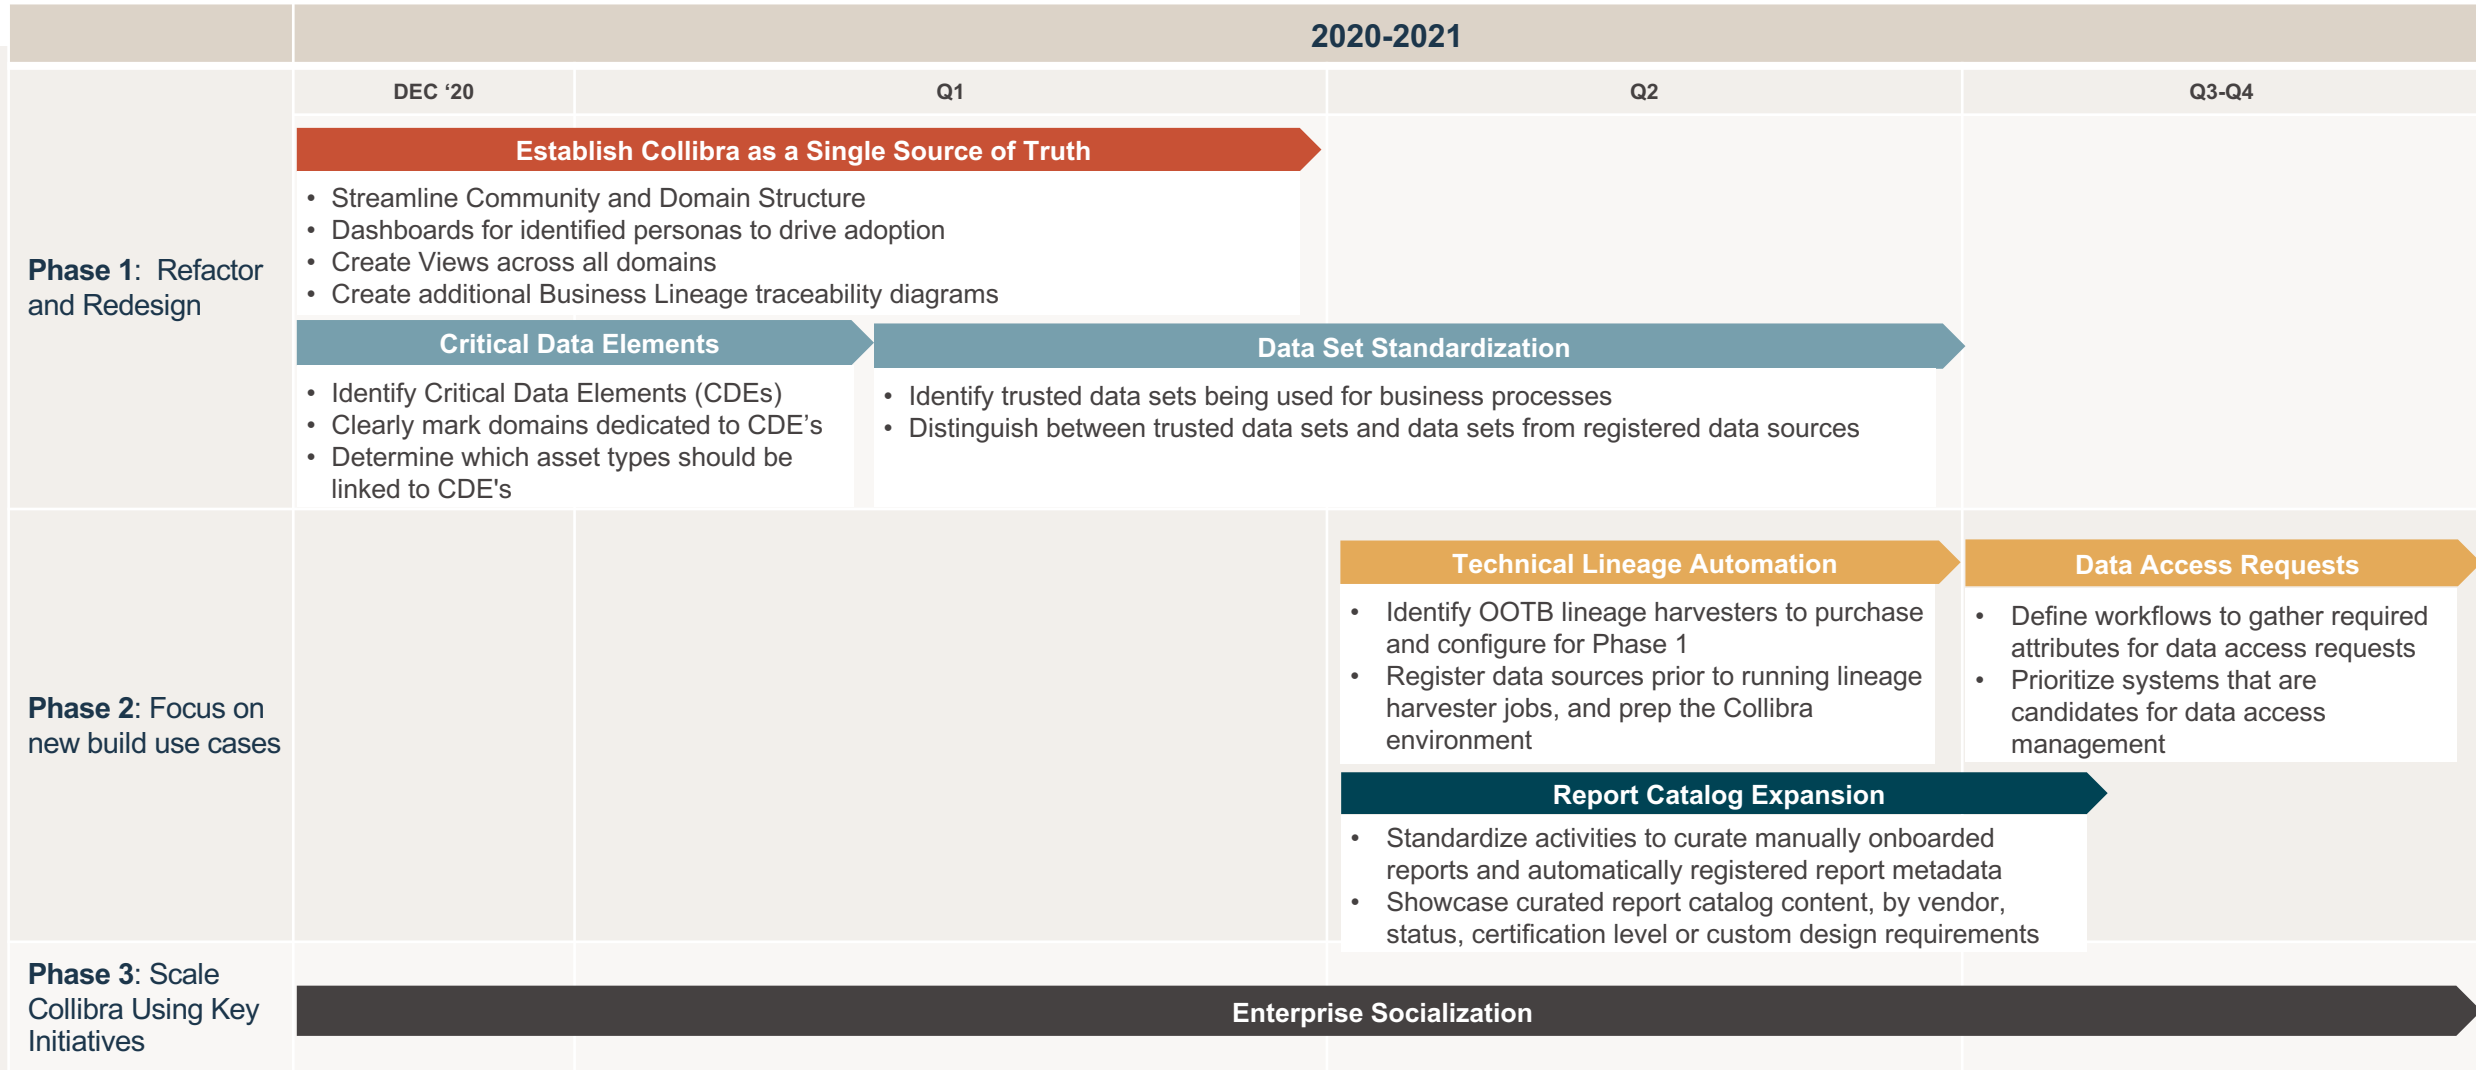 2020-2021
DEC ‘20
Q1
Q2
Q3-Q4
Phase 1:  Refactor
and Redesign
Establish Collibra as a Single Source of Truth
• Streamline Community and Domain Structure
• Dashboards for identified personas to drive adoption
• Create Views across all domains
• Create additional Business Lineage traceability diagrams
Critical Data Elements
• Identify Critical Data Elements (CDEs)
• Clearly mark domains dedicated to CDE’s
• Determine which asset types should be
linked to CDE's
Data Set Standardization
• Identify trusted data sets being used for business processes
• Distinguish between trusted data sets and data sets from registered data sources
Phase 2: Focus on
new build use cases
Technical Lineage Automation
• Identify OOTB lineage harvesters to purchase
and configure for Phase 1
• Register data sources prior to running lineage
harvester jobs, and prep the Collibra
environment
Data Access Requests
• Define workflows to gather required
attributes for data access requests
• Prioritize systems that are
candidates for data access
management
Report Catalog Expansion
• Standardize activities to curate manually onboarded
reports and automatically registered report metadata
• Showcase curated report catalog content, by vendor,
status, certification level or custom design requirements
Phase 3: Scale
Collibra Using Key
Initiatives
Enterprise Socialization